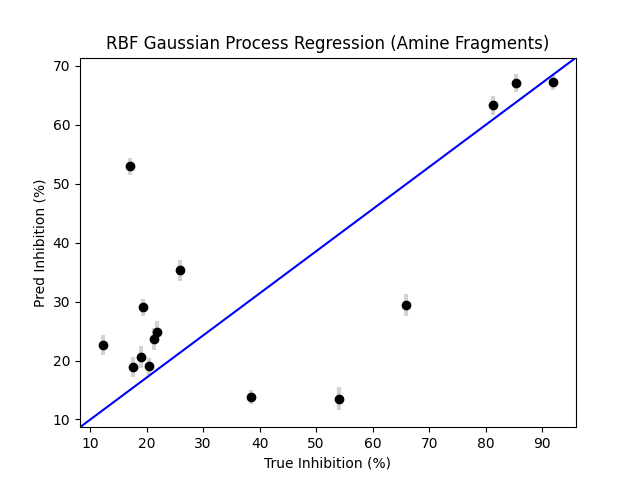 RBF Gaussian Process Regression (Amine Fragments)
70
60
50
40
30
20
10
Pred Inhibition (%)
10 20 30 40 50 60 70 80 90
True Inhibition (%)